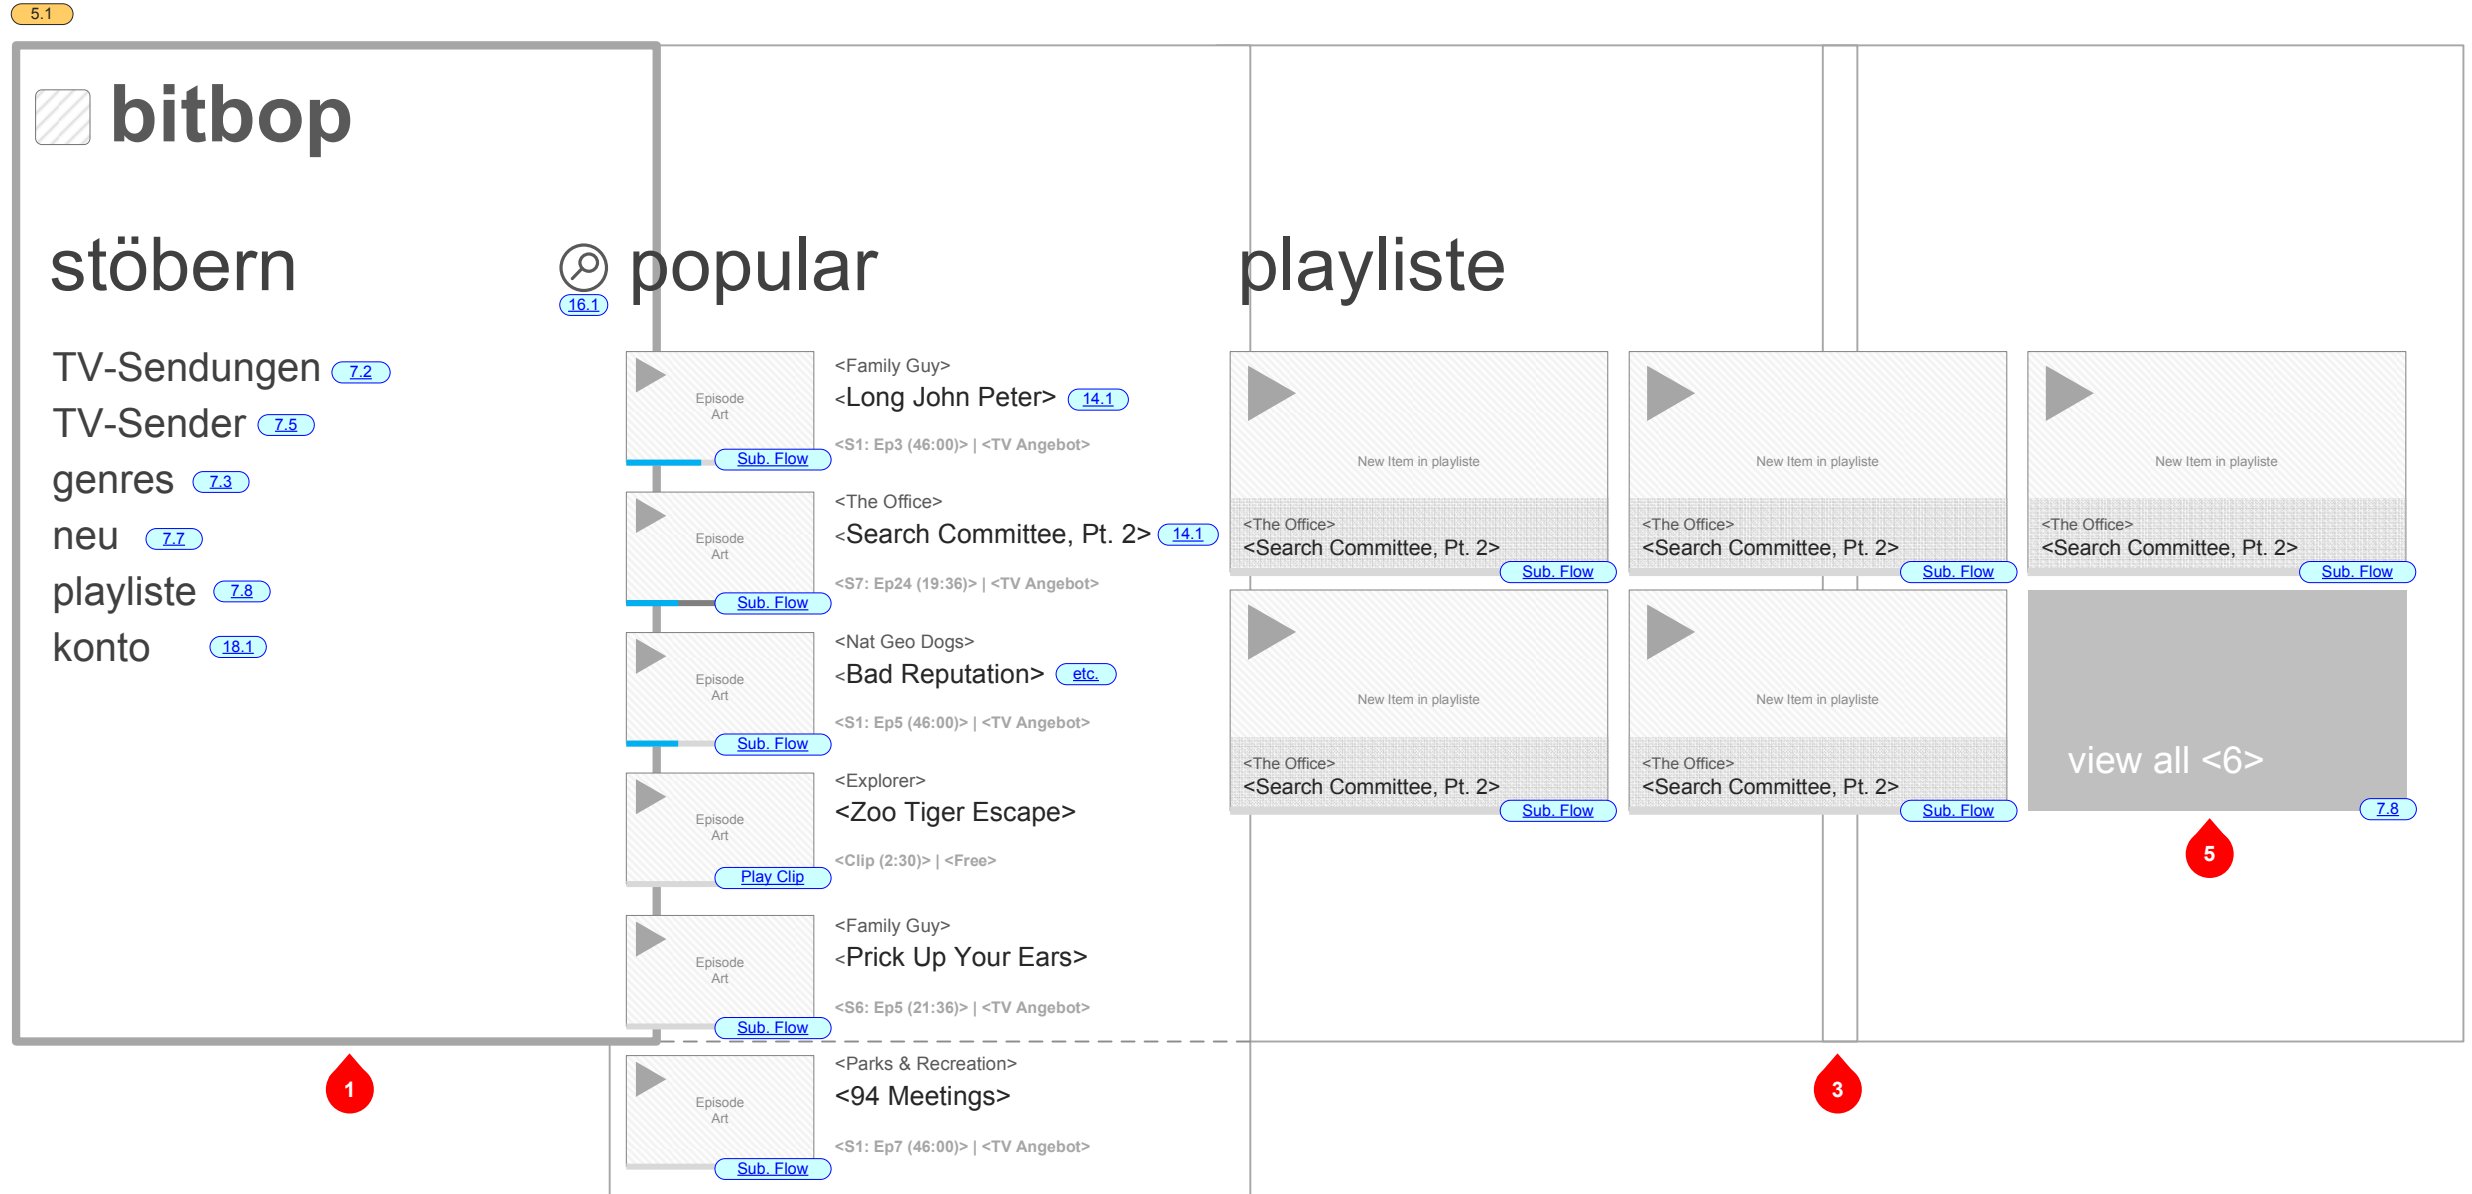 5.1
bitbop
stöbern
16.1
TV-Sendungen 7.2
TV-Sender 7.5
genres 7.3
neu 7.7
playliste 7.8
konto 18.1
popular
Episode
Art
Sub. Flow
<Family Guy>
<Long John Peter> 14.1
<S1: Ep3 (46:00)> | <TV Angebot>
Episode
Art
Sub. Flow
<The Office>
<Search Committee, Pt. 2> 14.1
<S7: Ep24 (19:36)> | <TV Angebot>
Episode
Art
Sub. Flow
<Nat Geo Dogs>
<Bad Reputation> etc.
<S1: Ep5 (46:00)> | <TV Angebot>
Episode
Art
Play Clip
<Explorer>
<Zoo Tiger Escape>
<Clip (2:30)> | <Free>
Episode
Art
Sub. Flow
<Family Guy>
<Prick Up Your Ears>
<S6: Ep5 (21:36)> | <TV Angebot>
Episode
Art
Sub. Flow
<Parks & Recreation>
<94 Meetings>
<S1: Ep7 (46:00)> | <TV Angebot>
playliste
New Item in playliste
<The Office>
<Search Committee, Pt. 2>
Sub. Flow
New Item in playliste
<The Office>
<Search Committee, Pt. 2>
Sub. Flow
New Item in playliste
<The Office>
<Search Committee, Pt. 2>
Sub. Flow
New Item in playliste
<The Office>
<Search Committee, Pt. 2>
Sub. Flow
New Item in playliste
<The Office>
<Search Committee, Pt. 2>
Sub. Flow
view all <6>
7.8
5
1
3